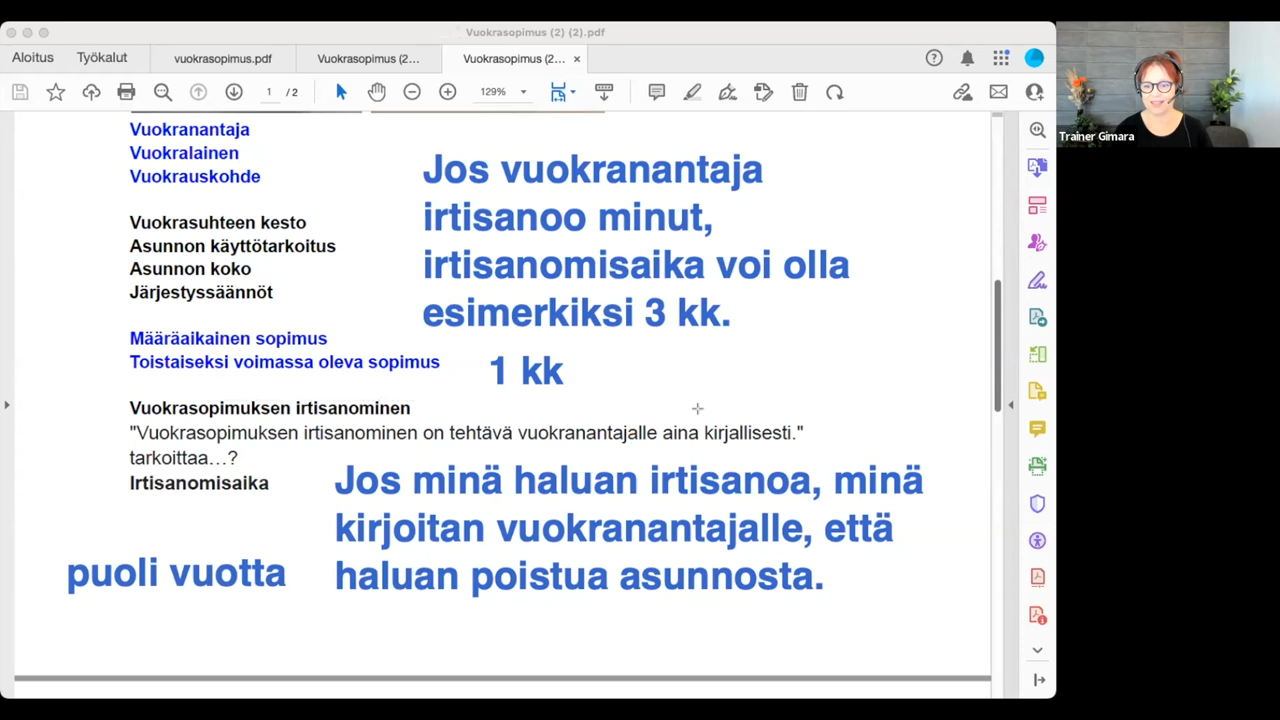 Vuokrasopimus (2) (2).pdf
Aloitus
Työkalut
vuokrasopimus.pdf
Vuokrasopimus (2...
Vuokrasopimus (2...
1
/ 2
129%
Trainer Gimara
Vuokranantaja
Vuokralainen
Vuokrauskohde
Vuokrasuhteen kesto
Asunnon käyttötarkoitus
Asunnon koko
Järjestyssäännöt
Jos vuokranantaja
irtisanoo minut,
irtisanomisaika voi olla
esimerkiksi 3 kk.
Määräaikainen sopimus
Toistaiseksi voimassa oleva sopimus
1 kk
Vuokrasopimuksen irtisanominen
"Vuokrasopimuksen irtisanominen on tehtävä vuokranantajalle aina kirjallisesti."
tarkoittaa…?
Irtisanomisaika
Jos minä haluan irtisanoa, minä
kirjoitan vuokranantajalle, että
haluan poistua asunnosta.
puoli vuotta